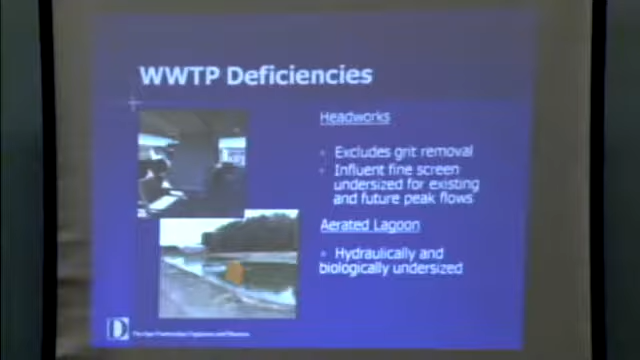 WWTP Deficiencies
Headworks
Excludes grit removal
Influent fine screen
undersized for existing
and future peak flows
Aerated Lagoon
Hydraulically and
biologically undersized